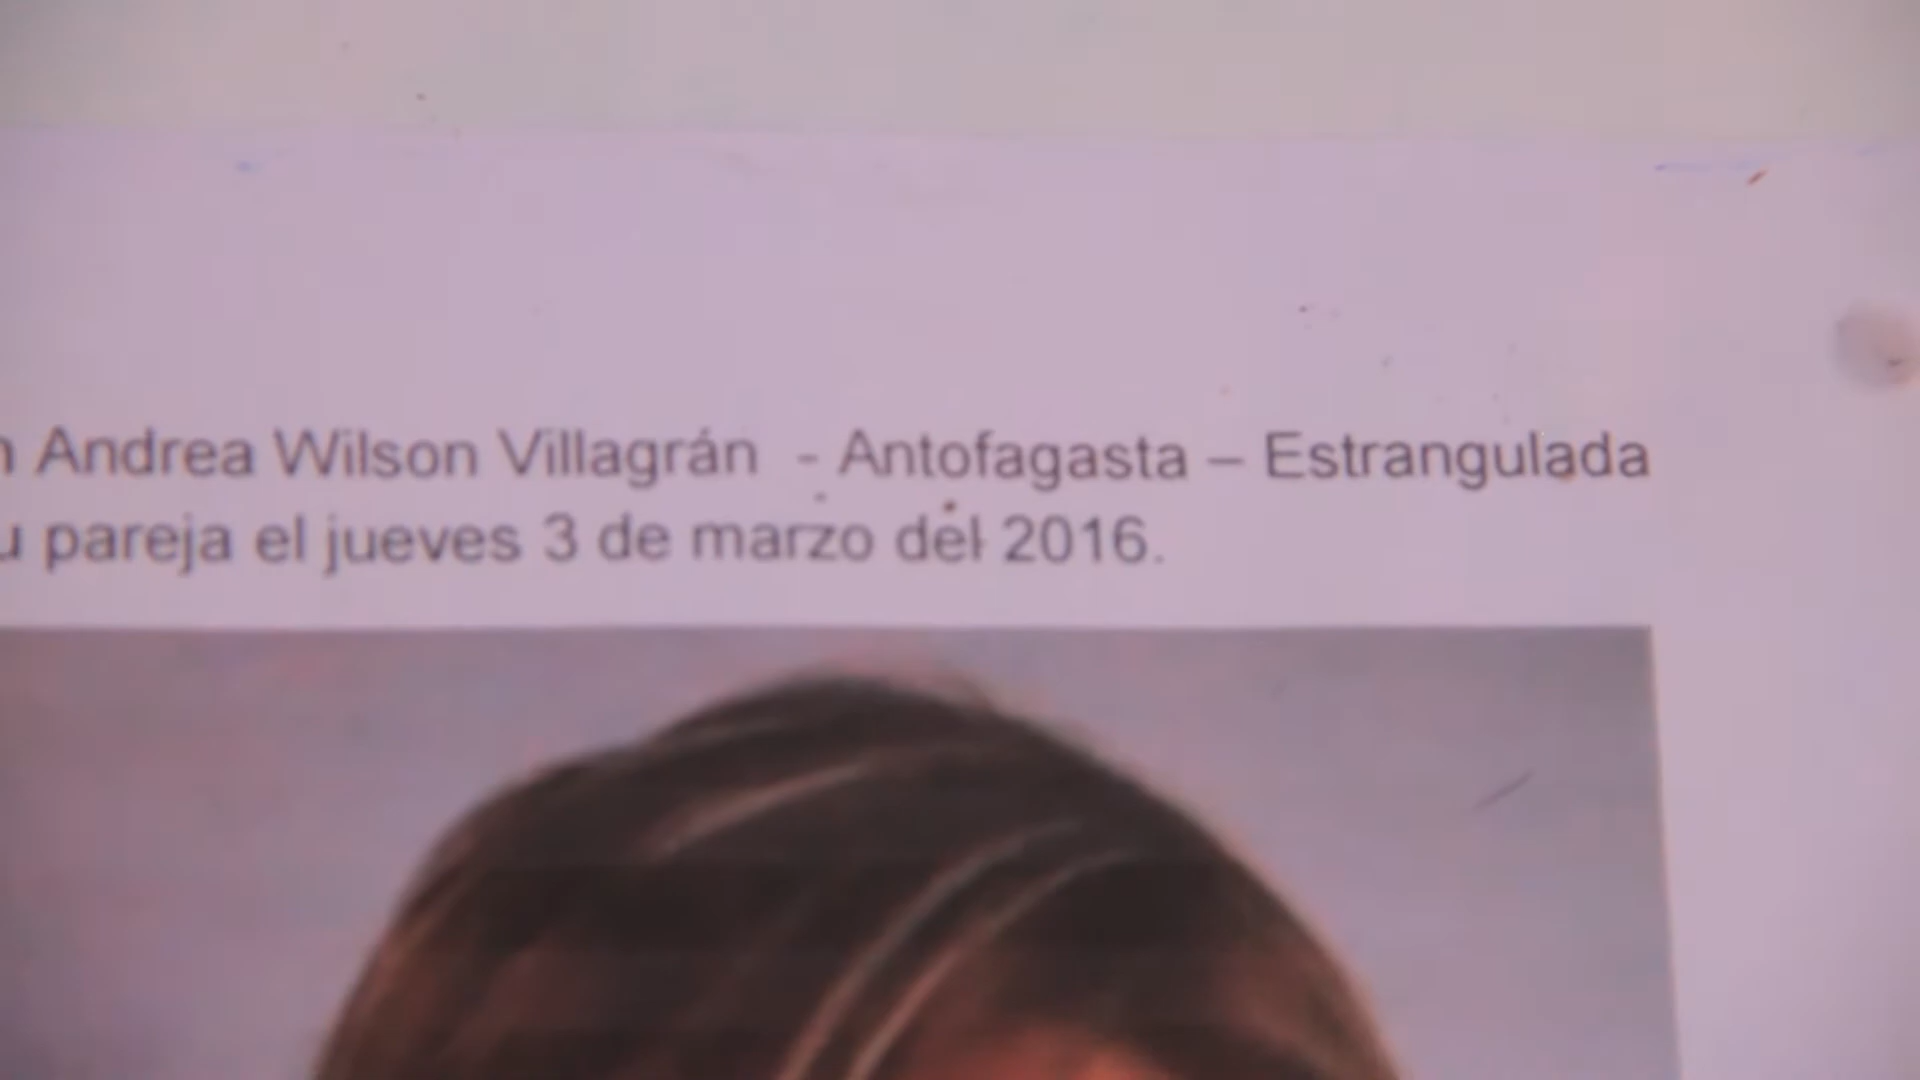 Andrea Wilson Villagrán - Antofagasta – Estrangulada
pareja el jueves 3 de marzo del 2016.